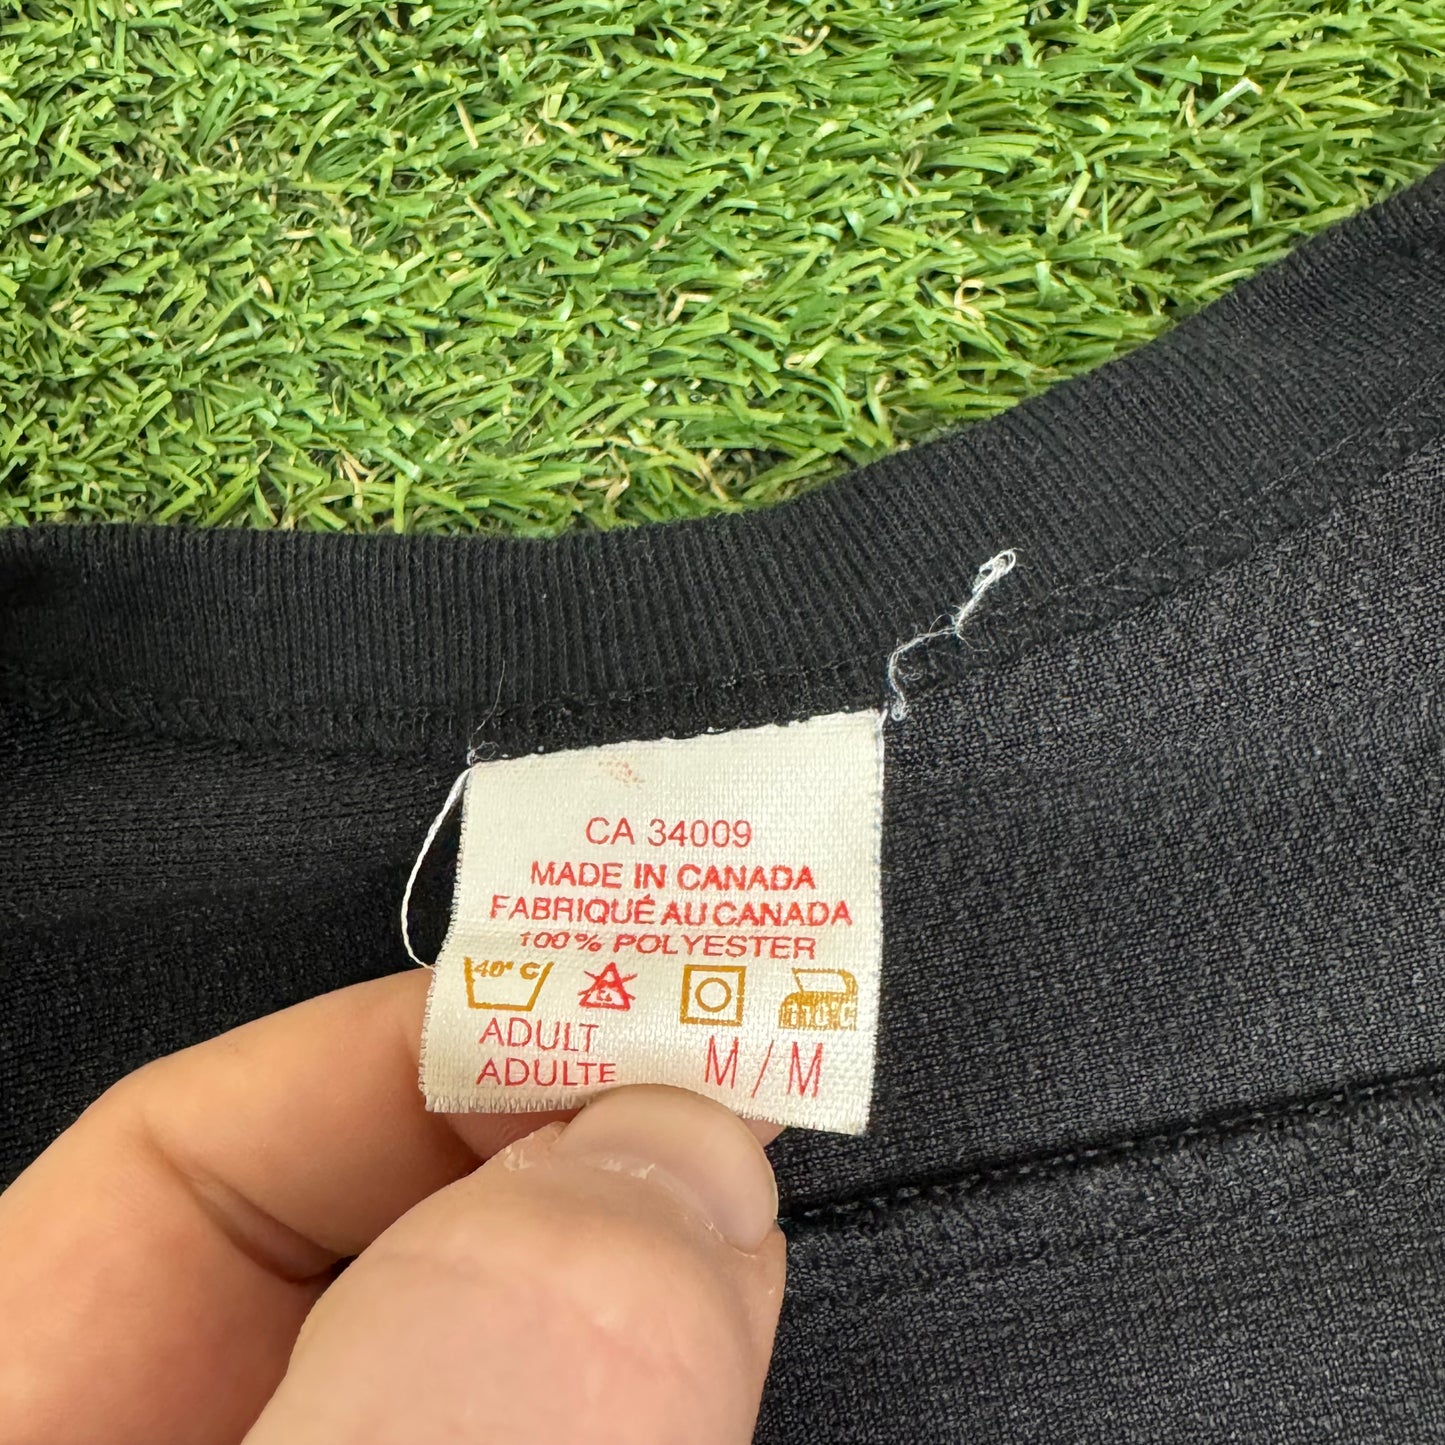 CA 34009
MADE IN CANADA
FABRIQUÉ AU CANADA
100% POLYESTER
40° C
ADULT M / M
ADULTE